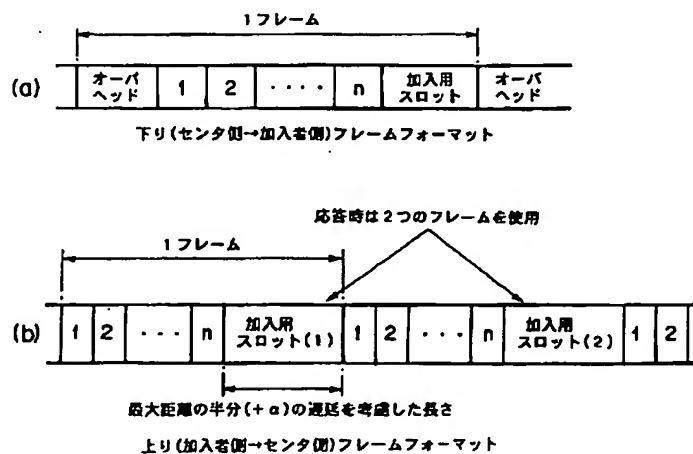 1フレーム
(a)
オーバヘッド 1 2 ・・・・ n 加入用スロット オーバヘッド
下り(センタ側→加入者側)フレームフォーマット
応答時は2つのフレームを使用
1フレーム
(b)
1 2 ・・・ n 加入用スロット(1) 1 2 ・・・ n 加入用スロット(2) 1 2
最大距離の半分(+α)の遅延を考慮した長さ
上り(加入者側→センタ側)フレームフォーマット